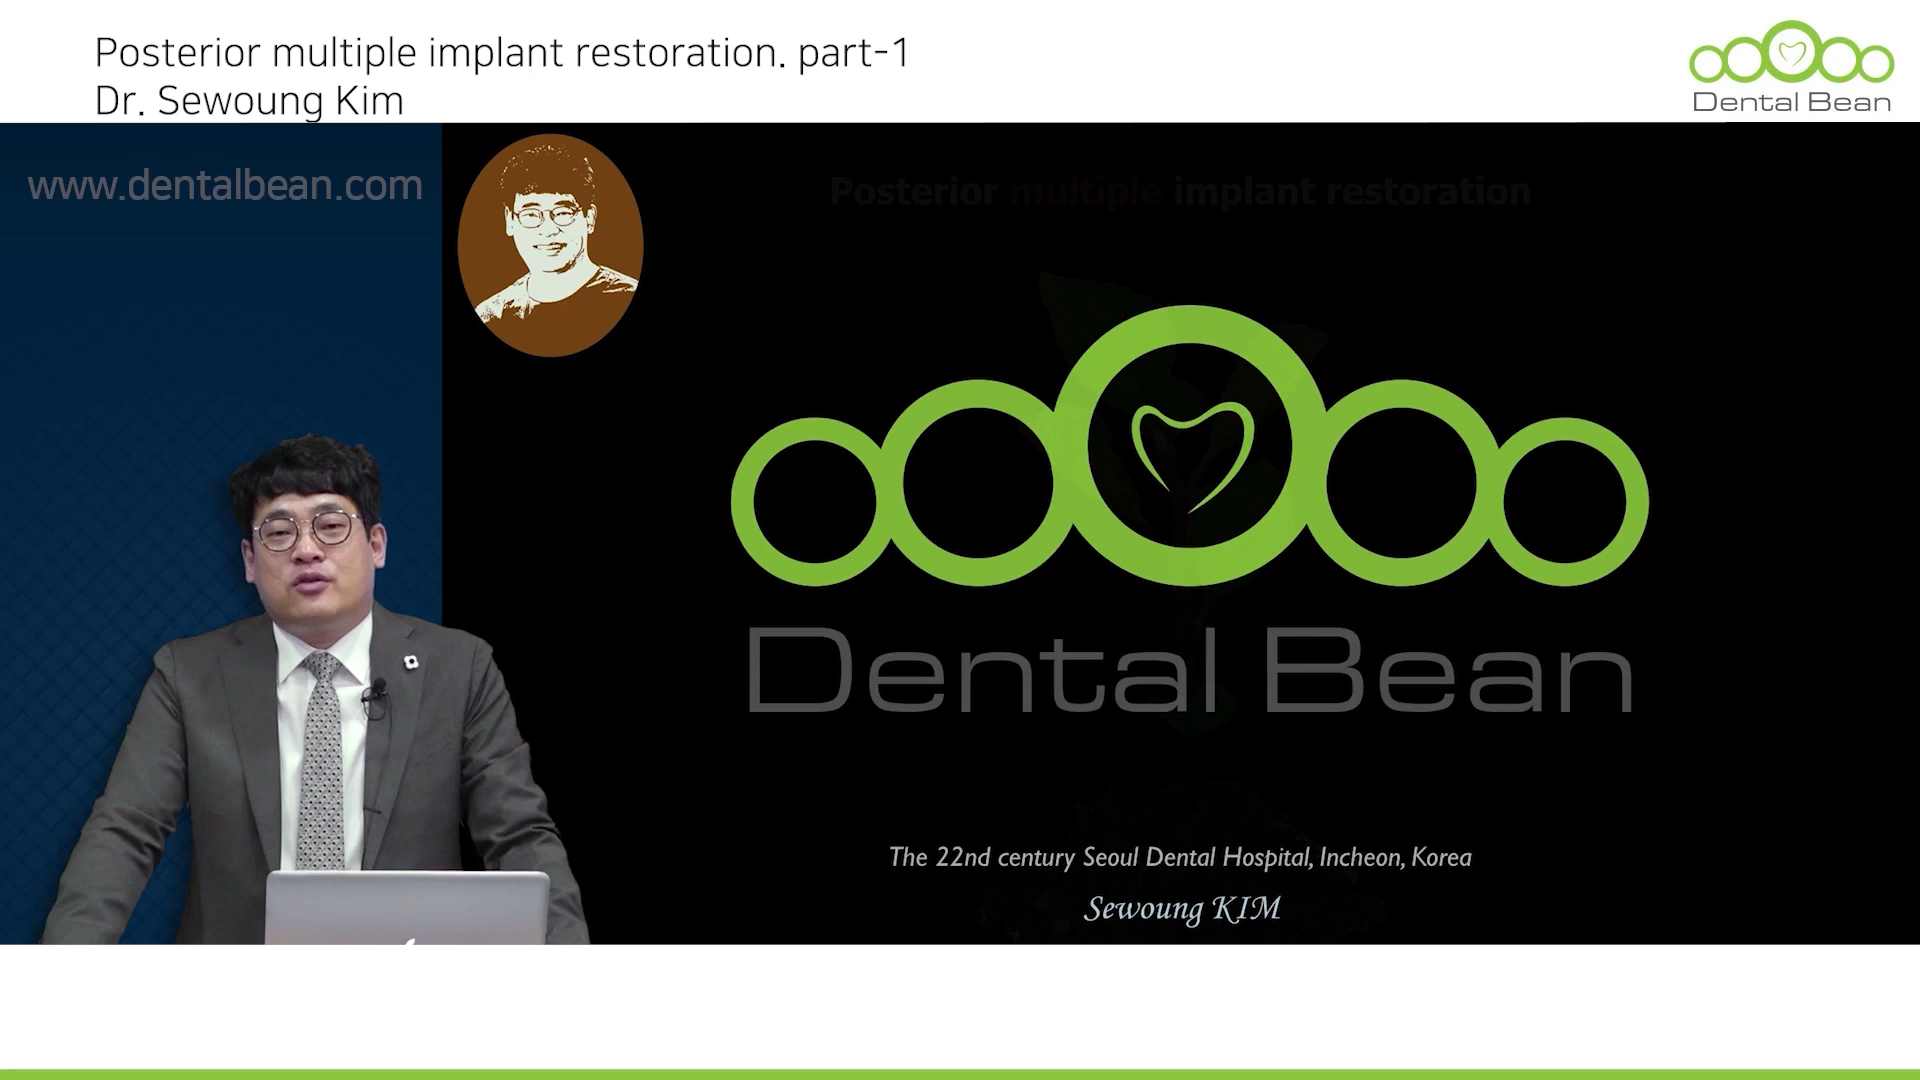 Posterior multiple implant restoration. part-1
Dr. Sewoung Kim
Dental Bean
www.dentalbean.com
Posterior multiple implant restoration
Dental Bean
The 22nd century Seoul Dental Hospital, Incheon, Korea
Sewoung KIM